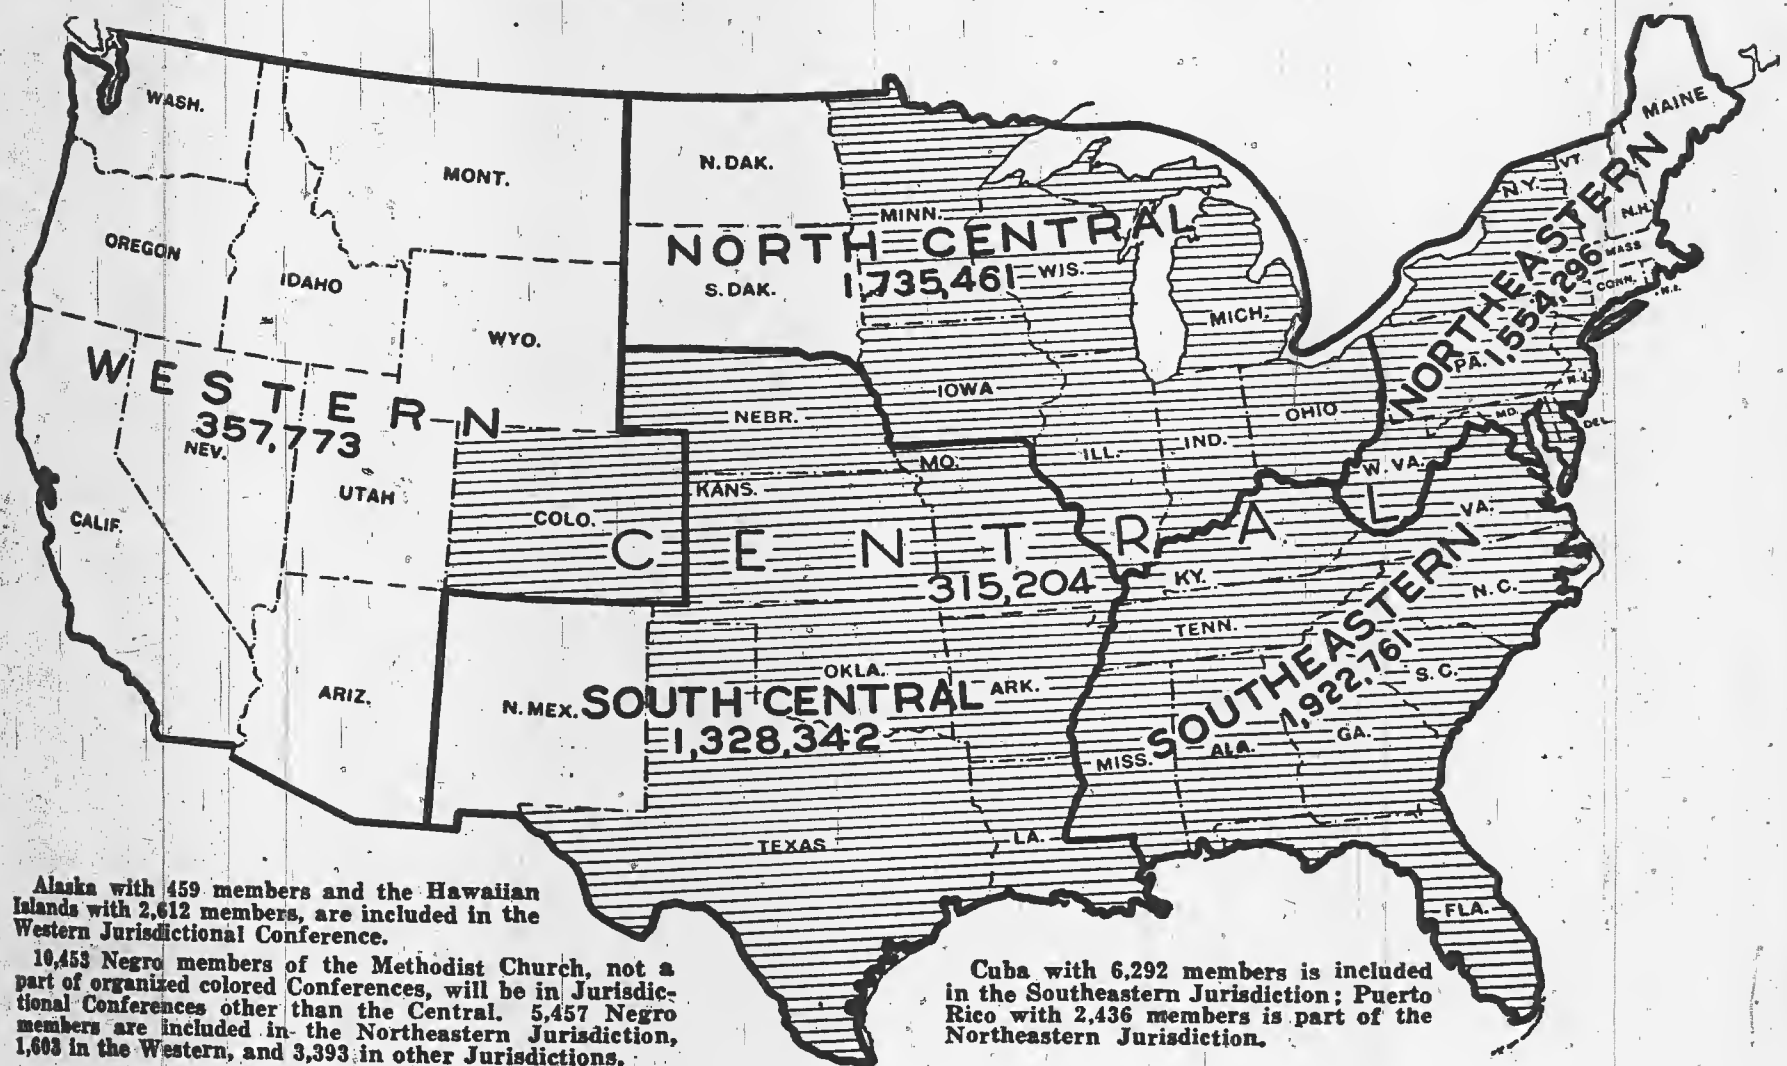 WASH.
MONT.
N. DAK.
MINN.
MAINE
VT.
N.Y.
N.H.
MASS
CONN.
R.I.
OREGON
IDAHO
WYO.
S. DAK.
NORTH CENTRAL
1,735,461
WIS.
MICH.
NORTHEASTERN
1,554,296
PA.
N.J.
MD.
DEL.
WESTERN
357,773
NEV.
UTAH
CALIF.
NEBR.
IOWA
ILL.
IND.
OHIO
W. VA.
VA.
COLO.
KANS.
MO.
CENTRAL
315,204
KY.
N. C.
TENN.
SOUTHEASTERN
1,922,761
S. C.
ARIZ.
N. MEX.
OKLA.
ARK.
SOUTH CENTRAL
1,328,342
MISS.
ALA.
GA.
TEXAS
LA.
FLA.
Alaska with 459 members and the Hawaiian
Islands with 2,612 members, are included in the
Western Jurisdictional Conference.
10,453 Negro members of the Methodist Church, not a
part of organized colored Conferences, will be in Jurisdic-
tional Conferences other than the Central. 5,457 Negro
members are included in the Northeastern Jurisdiction,
1,603 in the Western, and 3,393 in other Jurisdictions.
Cuba with 6,292 members is included
in the Southeastern Jurisdiction; Puerto
Rico with 2,436 members is part of the
Northeastern Jurisdiction.